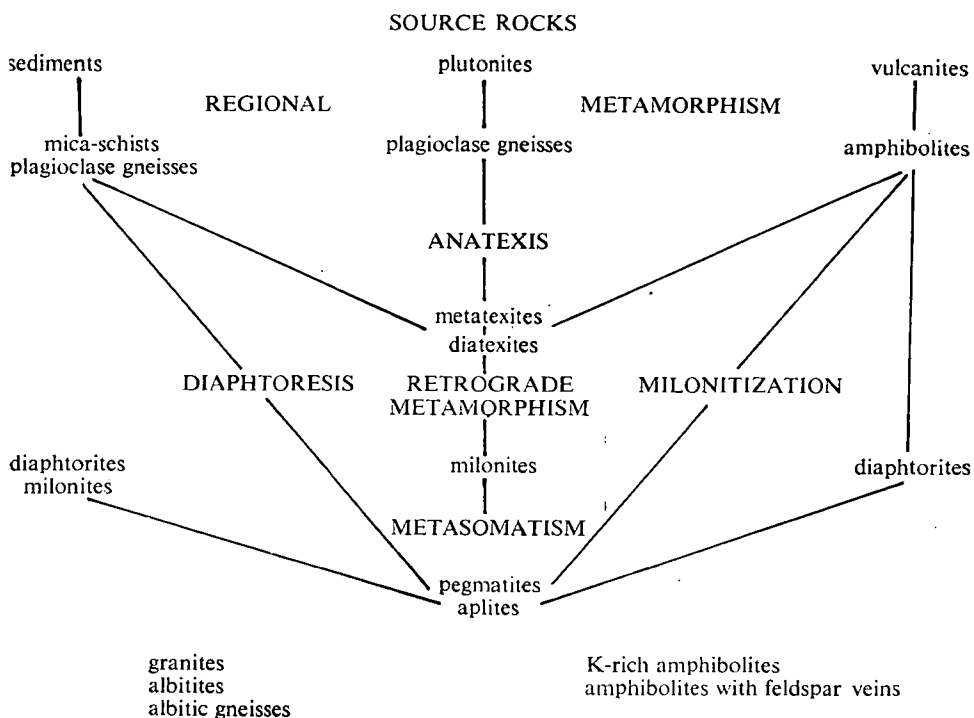 SOURCE ROCKS
sediments plutonites vulcanites
REGIONAL METAMORPHISM
mica-schists plagioclase gneisses amphibolites
plagioclase gneisses
ANATEXIS
metatexites
diatexites
DIAPHTORESIS RETROGRADE MILONITIZATION
METAMORPHISM
diaphtorites milonites diaphtorites
milonites
METASOMATISM
pegmatites
aplites
granites K-rich amphibolites
albitites amphibolites with feldspar veins
albitic gneisses